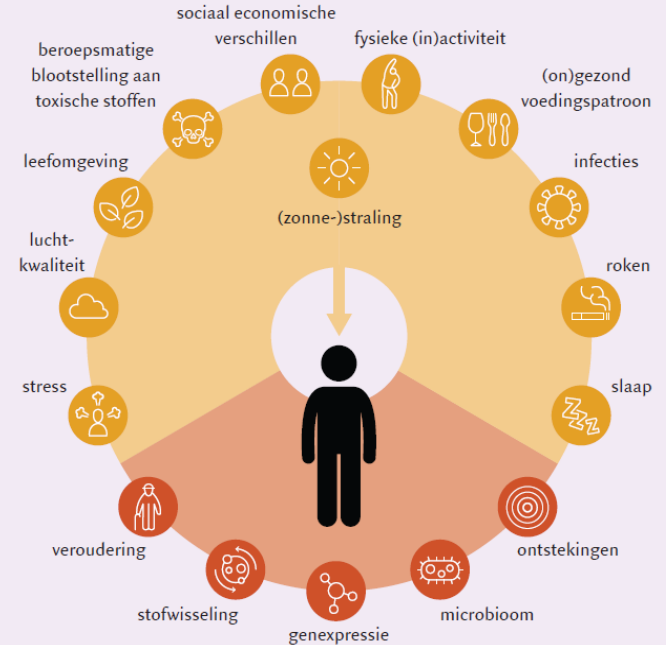 sociaal economische
verschillen
fysieke (in)activiteit
beroepsmatige
blootstelling aan
toxische stoffen
(on)gezond
voedingspatroon
leefomgeving
infecties
(zonne-)straling
lucht-
kwaliteit
roken
stress
slaap
veroudering
ontstekingen
stofwisseling
microbioom
genexpressie